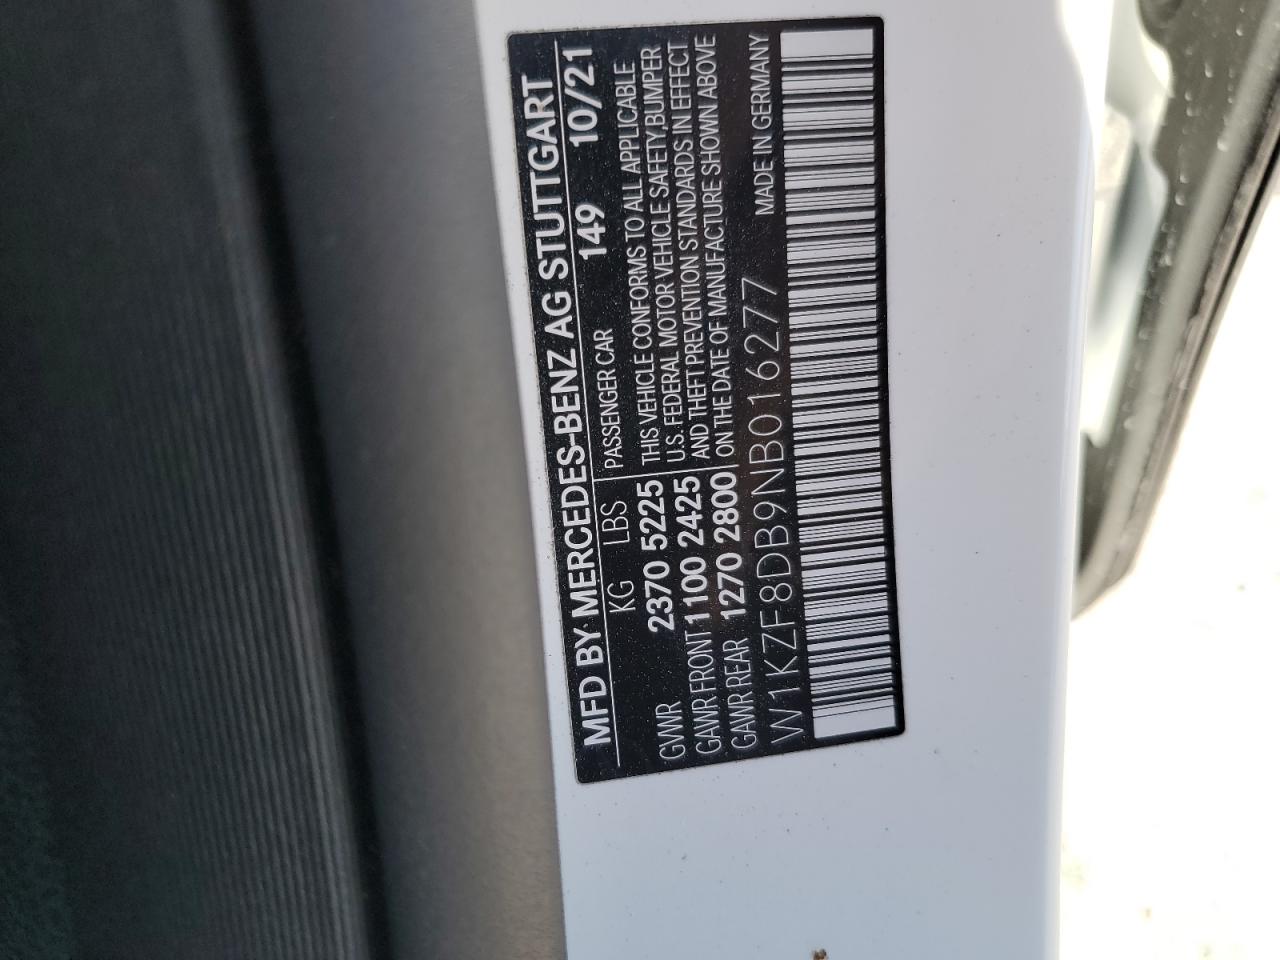 MFD BY MERCEDES-BENZ AG STUTTGART
KG LBS PASSENGER CAR 149 10/21
GVWR 2370 5225 THIS VEHICLE CONFORMS TO ALL APPLICABLE
GAWR FRONT 1100 2425 U.S. FEDERAL MOTOR VEHICLE SAFETY,BUMPER
GAWR REAR 1270 2800 AND THEFT PREVENTION STANDARDS IN EFFECT
ON THE DATE OF MANUFACTURE SHOWN ABOVE
W1KZF8DB9NB016277 MADE IN GERMANY